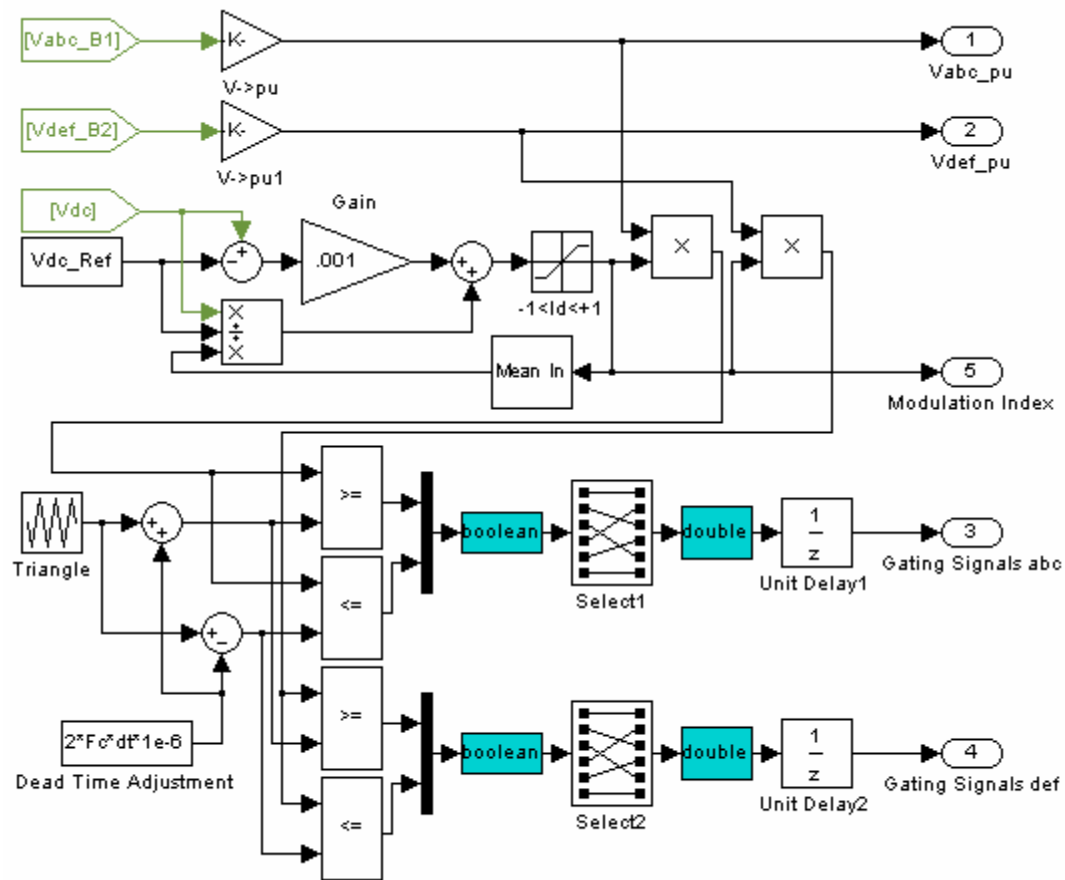 [Vabc_B1]
K-
V->pu
1
Vabc_pu
[Vdef_B2]
K-
V->pu1
2
Vdef_pu
[Vdc]
Vdc_Ref
Gain
.001
-1<Id<+1
Mean In
5
Modulation Index
Triangle
>=
<=
boolean
Select1
double
1
z
Unit Delay1
3
Gating Signals abc
2*Fc*dt*1e-6
Dead Time Adjustment
>=
<=
boolean
Select2
double
1
z
Unit Delay2
4
Gating Signals def